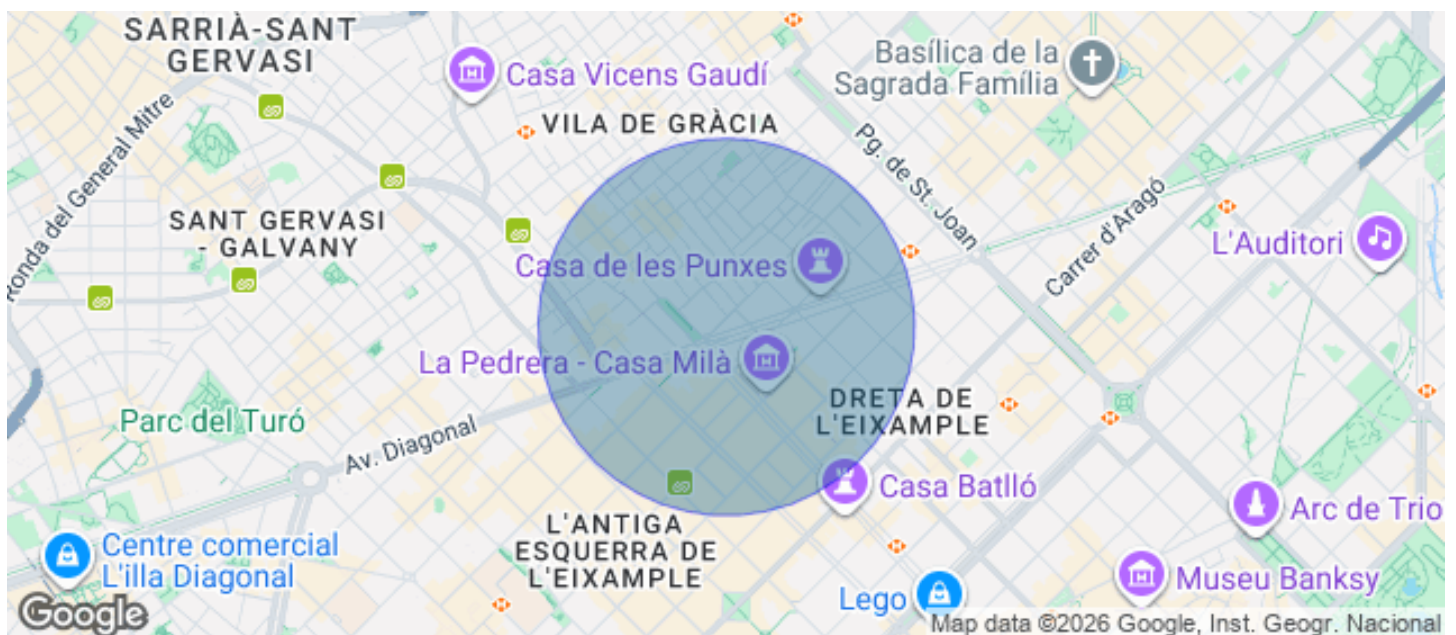 SARRIÀ-SANT
GERVASI
Casa Vicens Gaudí
Basílica de la
Sagrada Família
VILA DE GRÀCIA
Ronda del General Mitre
Pg. de St. Joan
SANT GERVASI
- GALVANY
Carrer d'Aragó
L'Auditori
Casa de les Punxes
La Pedrera - Casa Milà
DRETA DE
L'EIXAMPLE
Parc del Turó
Av. Diagonal
Casa Batlló
Arc de Trio
L'ANTIGA
ESQUERRA DE
L'EIXAMPLE
Centre comercial
L'illa Diagonal
Museu Banksy
Lego
Google
Map data ©2026 Google, Inst. Geogr. Nacional